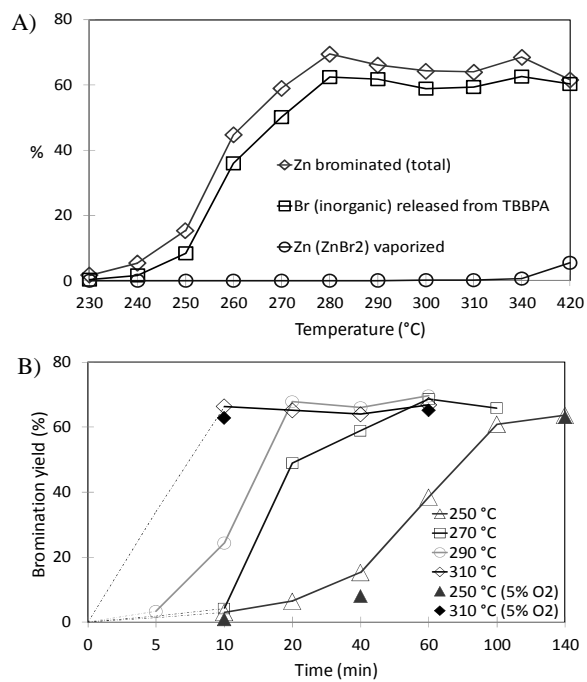 A)
80
60
%
40
20
0
Zn brominated (total)
Br (inorganic) released from TBBPA
Zn (ZnBr2) vaporized
230 240 250 260 270 280 290 300 310 340 420
Temperature (°C)
B)
80
60
Bromination yield (%)
40
20
0
250 °C
270 °C
290 °C
310 °C
250 °C (5% O2)
310 °C (5% O2)
0 5 10 20 40 60 100 140
Time (min)